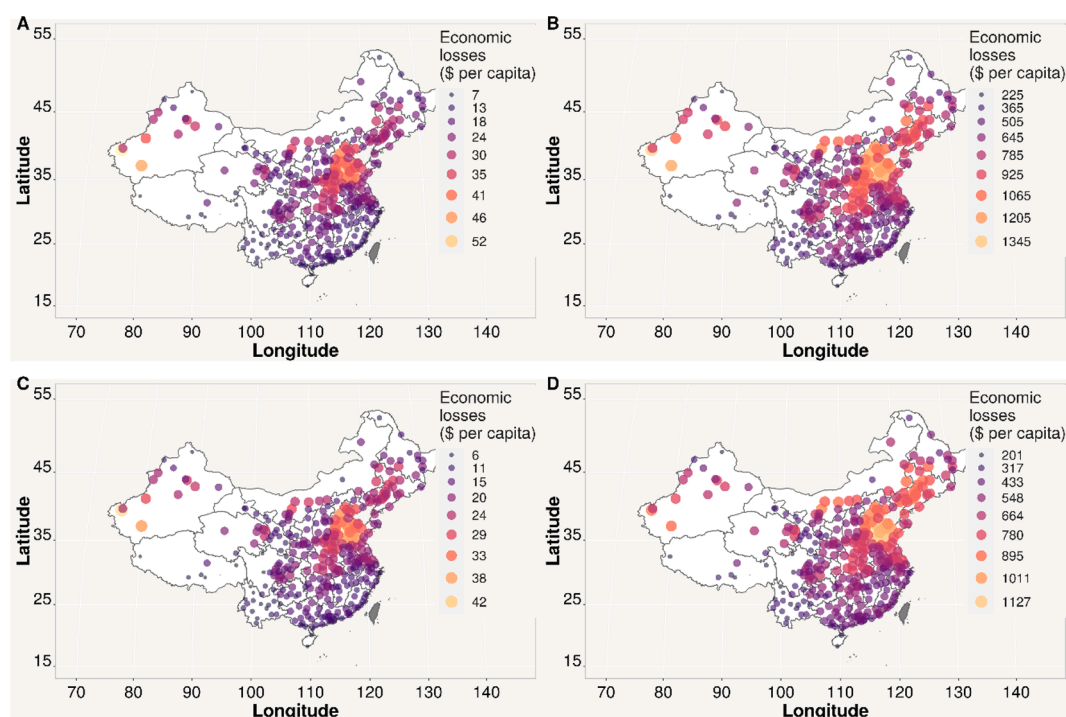 A
Economic
losses
($ per capita)
7
13
18
24
30
35
41
46
52
55
45
35
25
15
Latitude
70 80 90 100 110 120 130 140
Longitude
B
Economic
losses
($ per capita)
225
365
505
645
785
925
1065
1205
1345
55
45
35
25
15
Latitude
70 80 90 100 110 120 130 140
Longitude
C
Economic
losses
($ per capita)
6
11
15
20
24
29
33
38
42
55
45
35
25
15
Latitude
70 80 90 100 110 120 130 140
Longitude
D
Economic
losses
($ per capita)
201
317
433
548
664
780
895
1011
1127
55
45
35
25
15
Latitude
70 80 90 100 110 120 130 140
Longitude